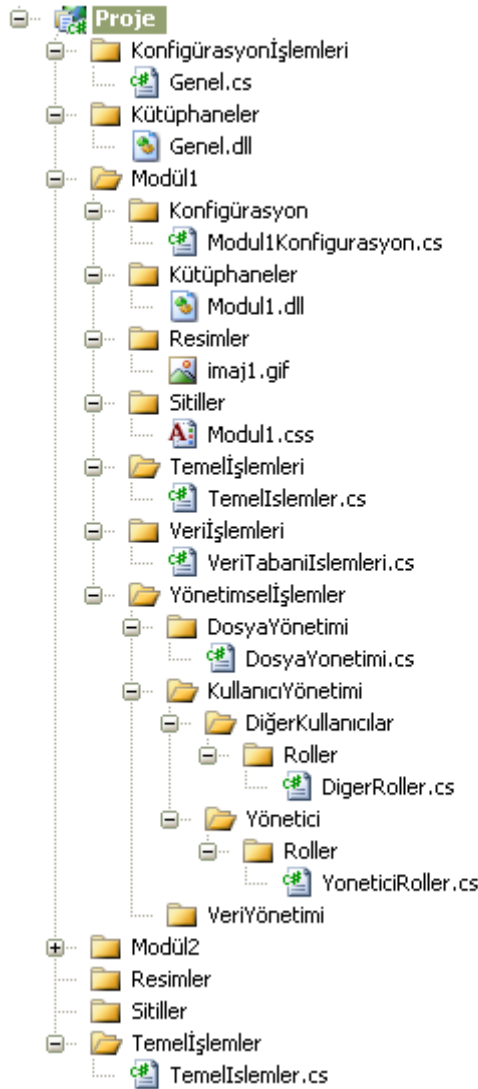 Proje
Konfigürasyonİşlemleri
Genel.cs
Kütüphaneler
Genel.dll
Modül1
Konfigürasyon
Modul1Konfigurasyon.cs
Kütüphaneler
Modul1.dll
Resimler
imaj1.gif
Sitiller
Modul1.css
Temelİşlemleri
TemelIslemler.cs
Veriİşlemleri
VeriTabaniIslemleri.cs
Yönetimselİşlemler
DosyaYönetimi
DosyaYonetimi.cs
KullanıcıYönetimi
DiğerKullanıcılar
Roller
DigerRoller.cs
Yönetici
Roller
YoneticiRoller.cs
VeriYönetimi
Modül2
Resimler
Sitiller
Temelİşlemler
TemelIslemler.cs